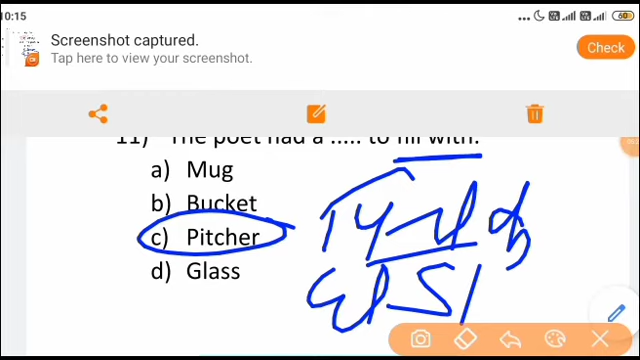 10:15
60
Screenshot captured.
Tap here to view your screenshot.
Check
11) The poet had a ..... to fill with.
a) Mug
b) Bucket
c) Pitcher
d) Glass